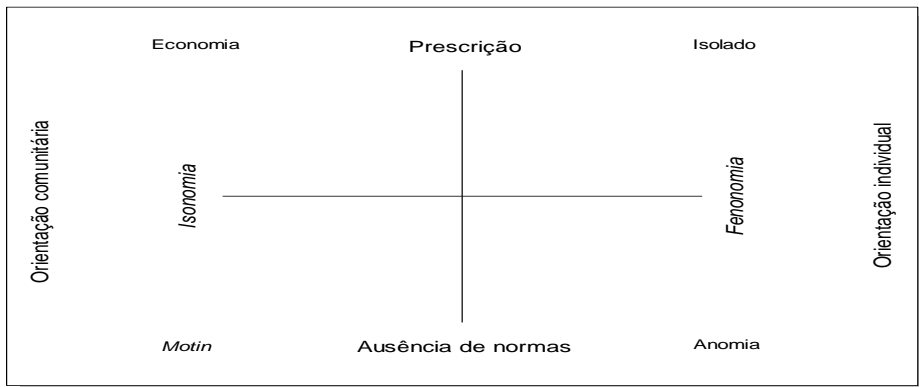 Economia
Prescrição
Isolado
Orientação comunitária
Isonomia
Fenonomia
Orientação individual
Motin
Ausência de normas
Anomia